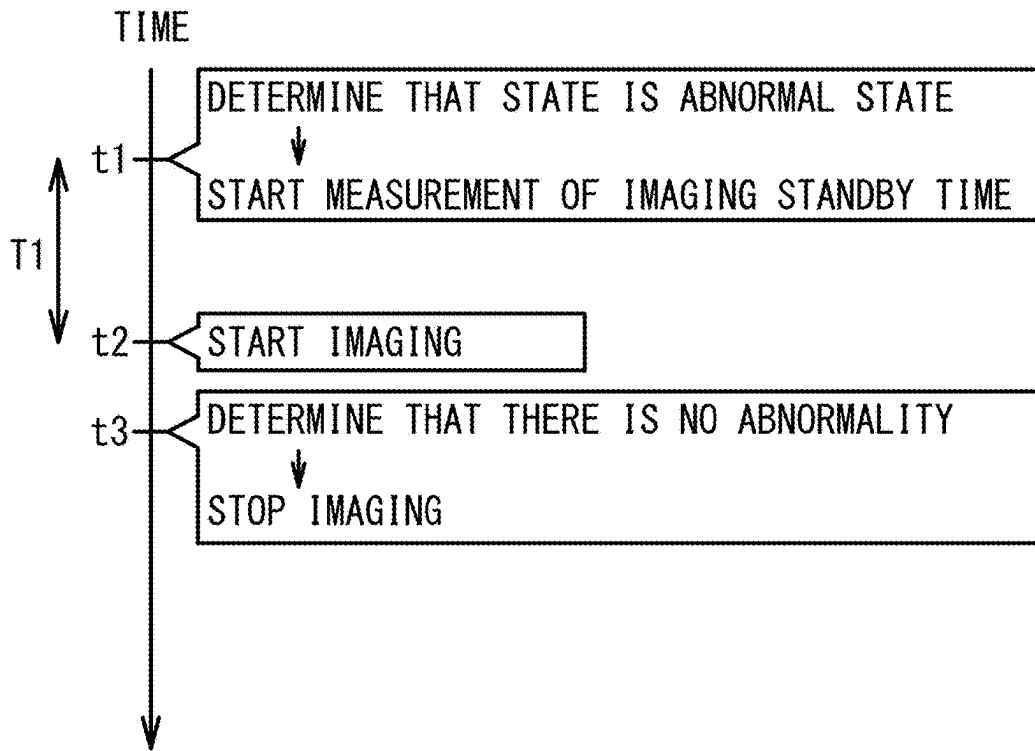 TIME
DETERMINE THAT STATE IS ABNORMAL STATE
t1
START MEASUREMENT OF IMAGING STANDBY TIME
T1
t2
START IMAGING
DETERMINE THAT THERE IS NO ABNORMALITY
t3
STOP IMAGING